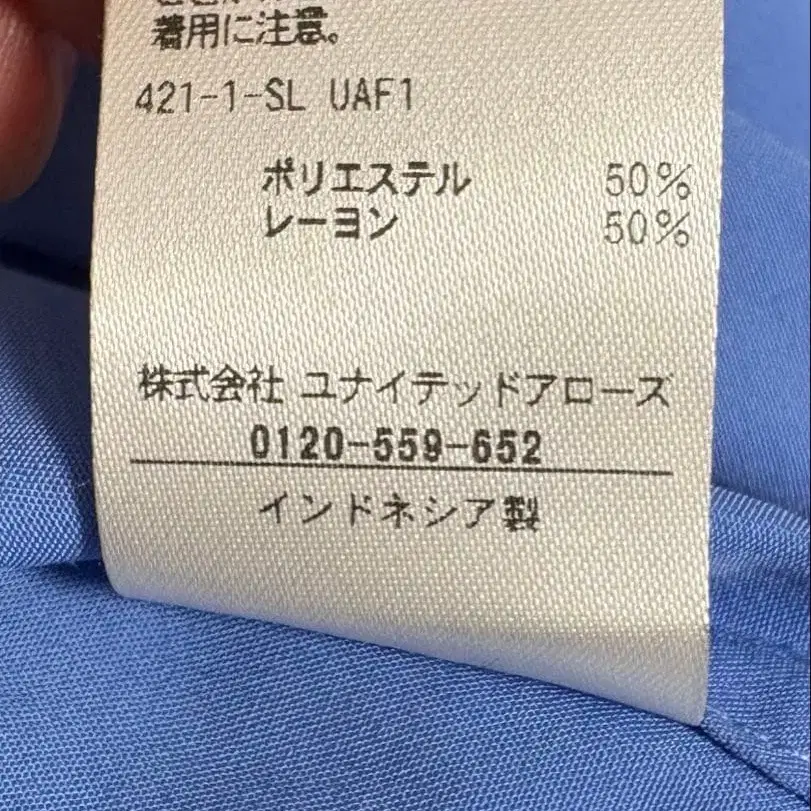 着用に注意。
421-1-SL UAF1
ポリエステル 50%
レーヨン 50%
株式会社 ユナイテッドアローズ
0120-559-652
インドネシア製